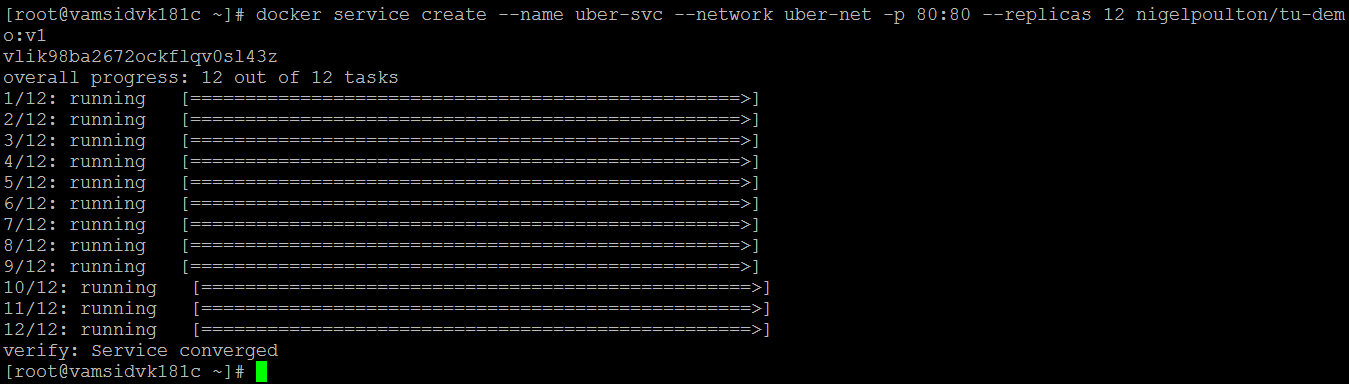 [root@vamsidvk181c ~]# docker service create --name uber-svc --network uber-net -p 80:80 --replicas 12 nigelpoulton/tu-dem
o:v1
vlik98ba2672ockflqv0sl43z
overall progress: 12 out of 12 tasks
1/12: running   [==================================================>]
2/12: running   [==================================================>]
3/12: running   [==================================================>]
4/12: running   [==================================================>]
5/12: running   [==================================================>]
6/12: running   [==================================================>]
7/12: running   [==================================================>]
8/12: running   [==================================================>]
9/12: running   [==================================================>]
10/12: running   [==================================================>]
11/12: running   [==================================================>]
12/12: running   [==================================================>]
verify: Service converged
[root@vamsidvk181c ~]#